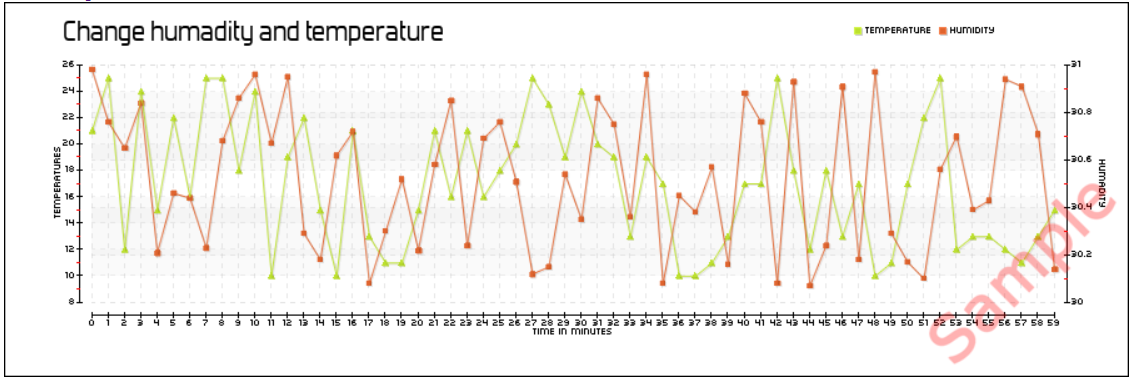 Change humadity and temperature
TEMPERATURE HUMIDITY
26
24
22
20
18
16
14
12
10
8
TEMPERATURES
31
30.8
30.6
30.4
30.2
30
HUMADITY
0 1 2 3 4 5 6 7 8 9 10 11 12 13 14 15 16 17 18 19 20 21 22 23 24 25 26 27 28 29 30 31 32 33 34 35 36 37 38 39 40 41 42 43 44 45 46 47 48 49 50 51 52 53 54 55 56 57 58 59
TIME IN MINUTES
Sample